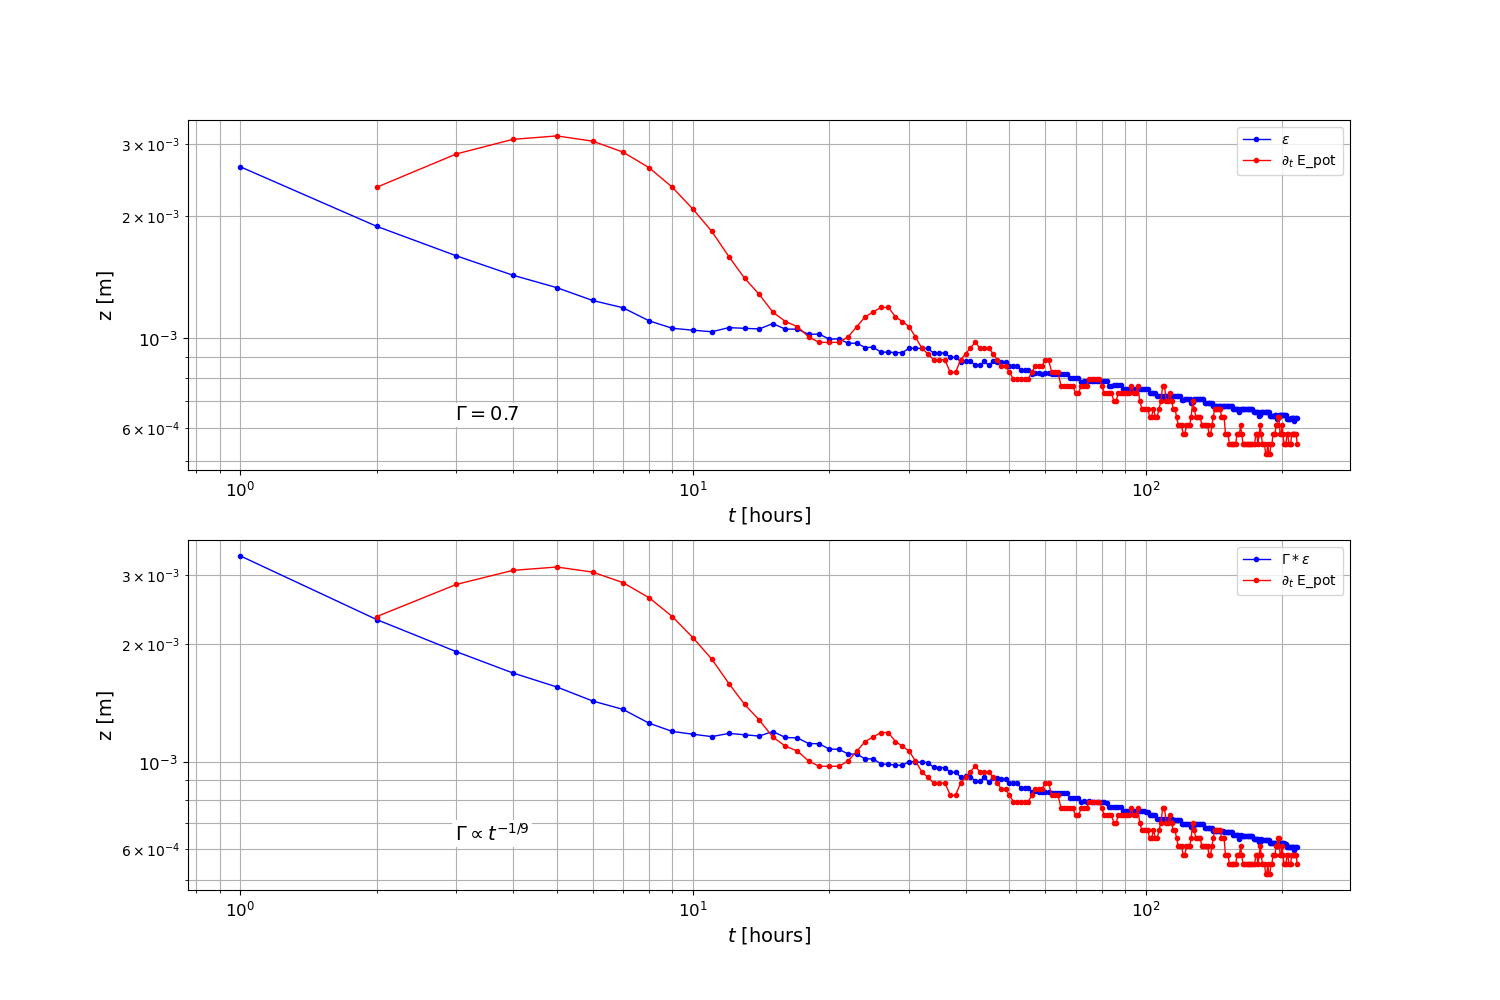 3 × 10⁻³
2 × 10⁻³
10⁻³
6 × 10⁻⁴
z [m]
ε
∂ₜ E_pot
Γ = 0.7
10⁰
10¹
10²
t [hours]
3 × 10⁻³
2 × 10⁻³
10⁻³
6 × 10⁻⁴
z [m]
Γ * ε
∂ₜ E_pot
Γ ∝ t⁻¹ᐟ⁹
10⁰
10¹
10²
t [hours]